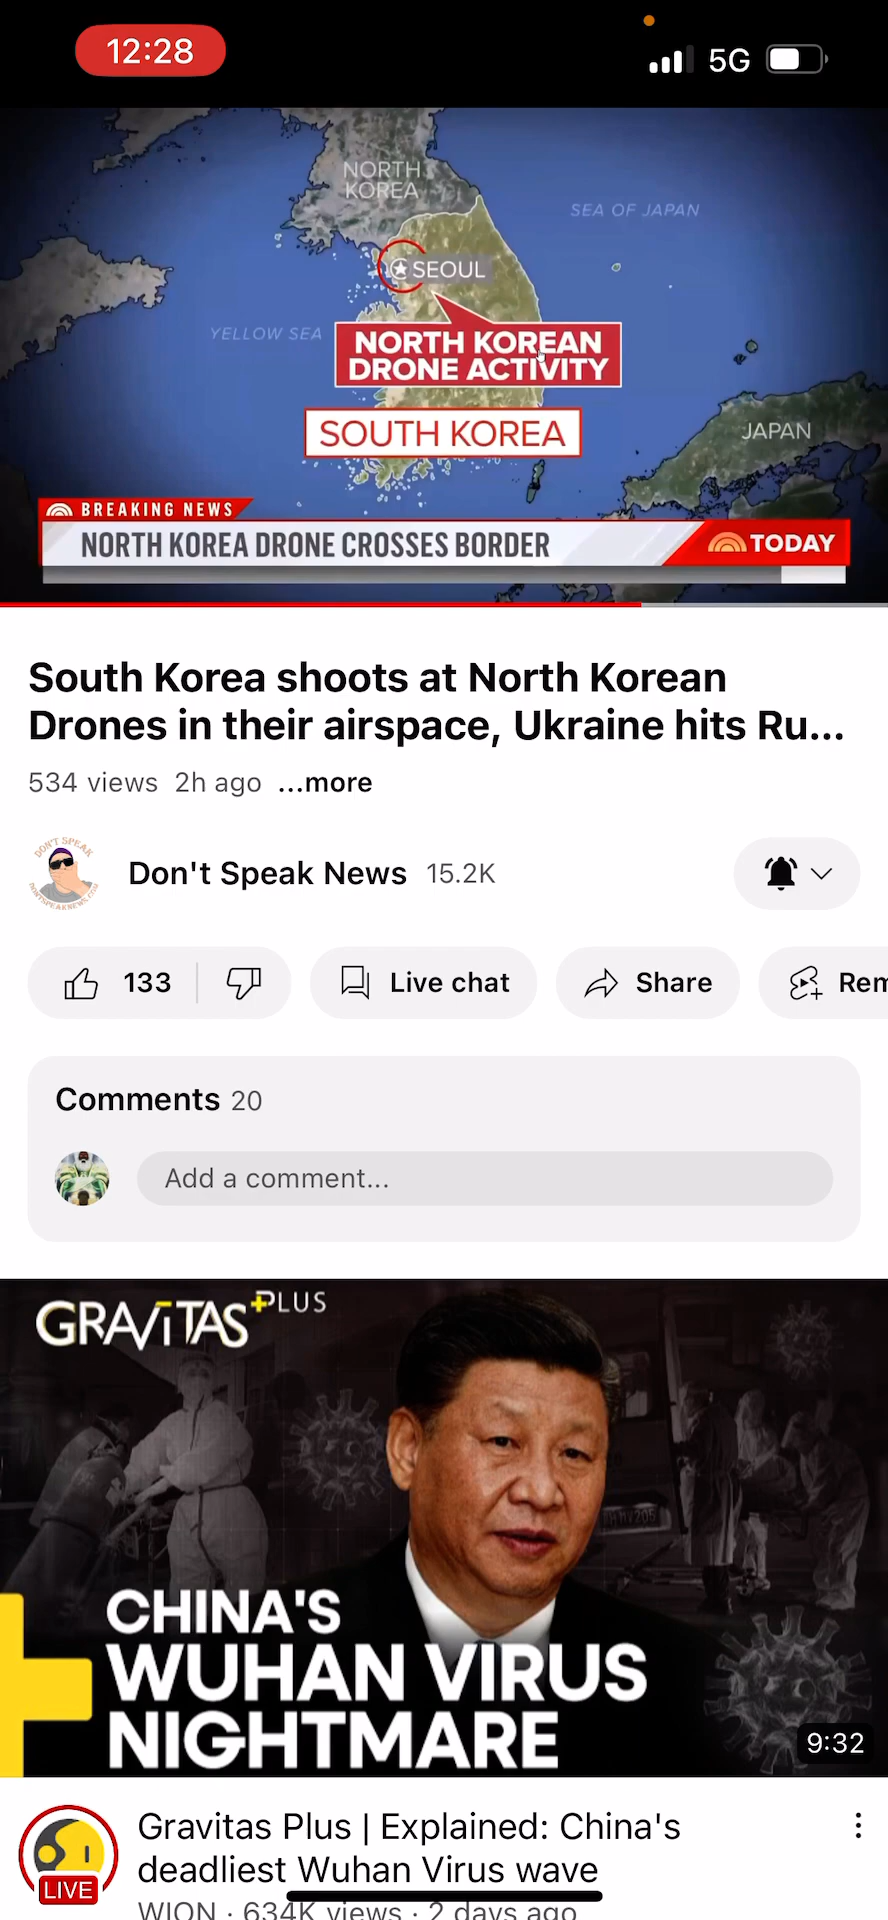 12:28
5G
NORTH
KOREA
SEA OF JAPAN
SEOUL
YELLOW SEA
NORTH KOREAN
DRONE ACTIVITY
SOUTH KOREA
JAPAN
BREAKING NEWS
NORTH KOREA DRONE CROSSES BORDER
TODAY
South Korea shoots at North Korean
Drones in their airspace, Ukraine hits Ru...
534 views 2h ago ...more
DON'T SPEAK
DONTSPEAKNEWS.COM
Don't Speak News 15.2K
133
Live chat
Share
Rem
Comments 20
Add a comment...
GRAVITAS PLUS
CHINA'S
WUHAN VIRUS
NIGHTMARE
9:32
Gravitas Plus | Explained: China's
deadliest Wuhan Virus wave
LIVE
WION · 634K views · 2 days ago